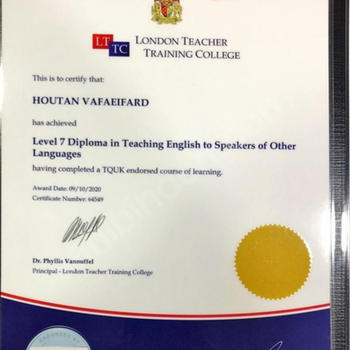 LT
TC
LONDON TEACHER
TRAINING COLLEGE
This is to certify that:
HOUTAN VAFAEIFARD
has achieved
Level 7 Diploma in Teaching English to Speakers of Other
Languages
having completed a TQUK endorsed course of learning.
Award Date: 09/10/2020
Certificate Number: 64549
Dr. Phyllis Vannuffel
Principal - London Teacher Training College